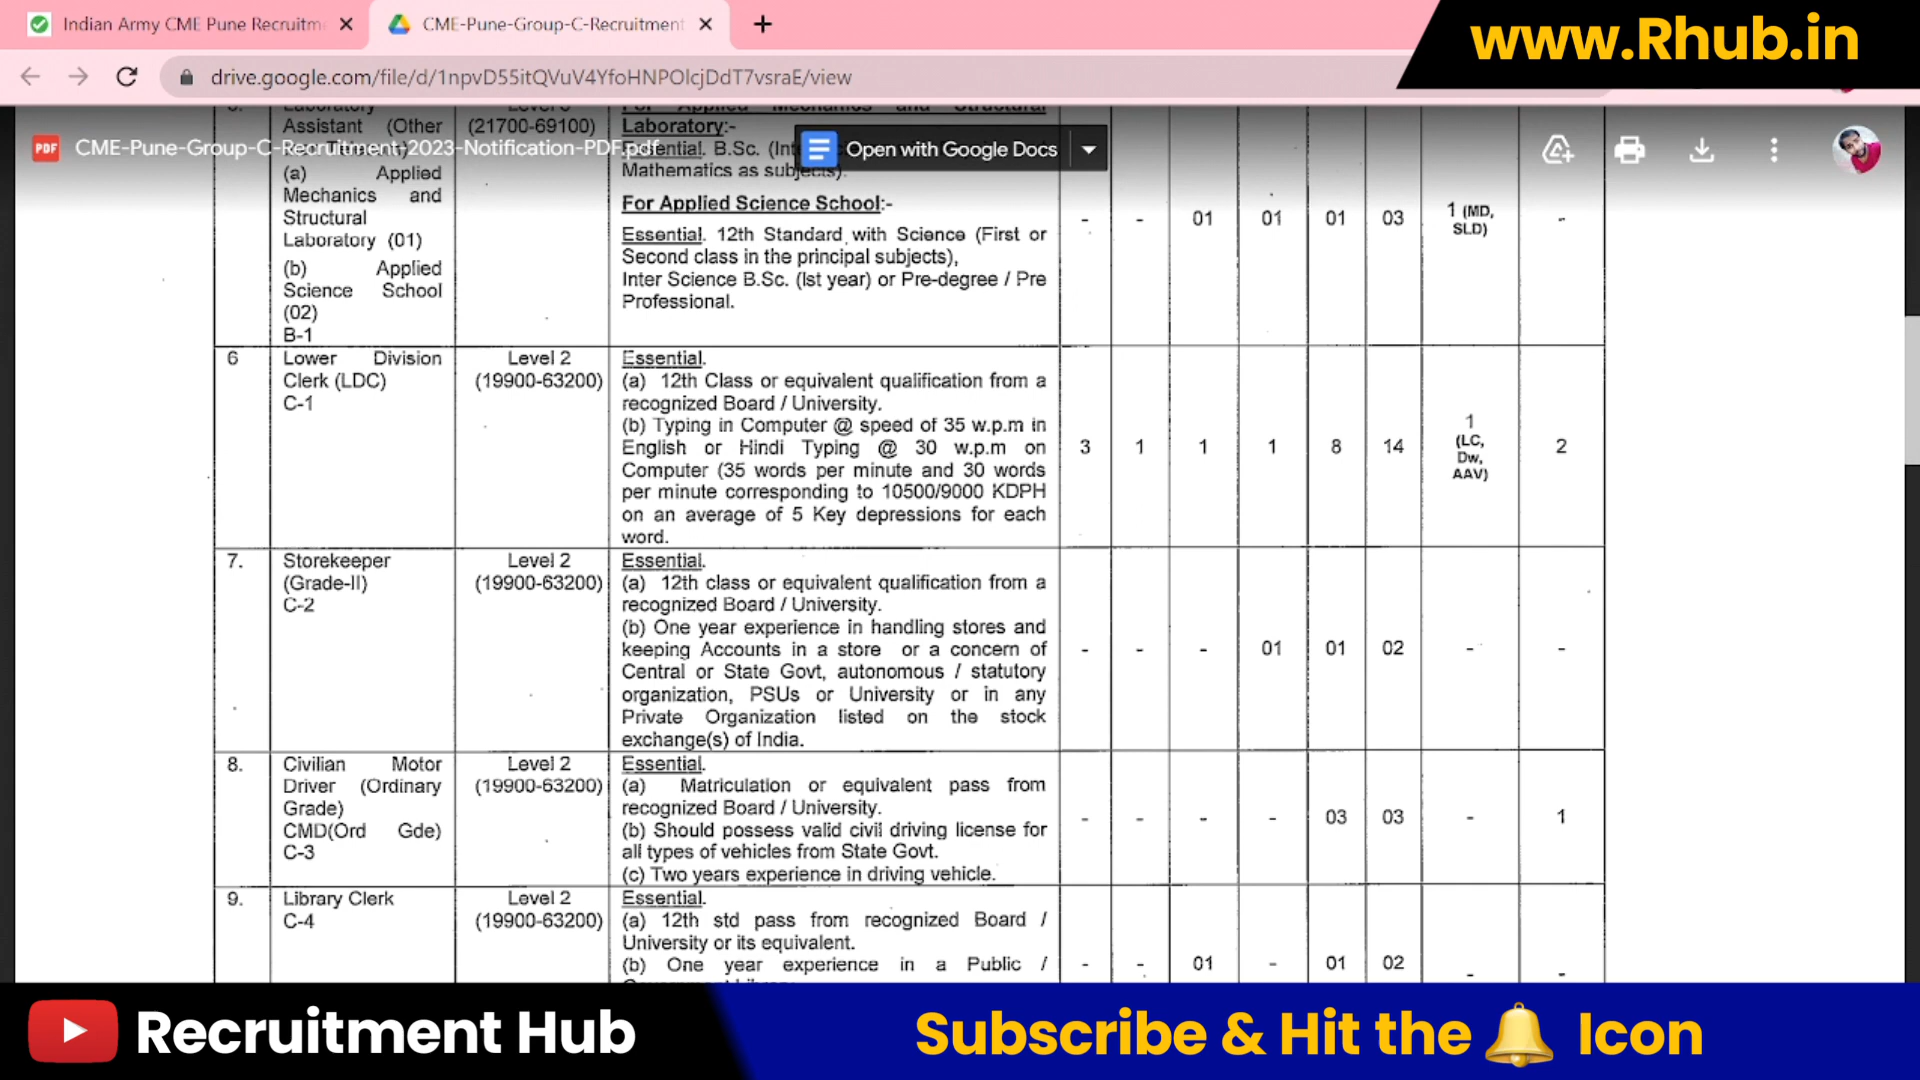 Indian Army CME Pune Recruitm
CME-Pune-Group-C-Recruitment
www.Rhub.in
drive.google.com/file/d/1npvD55itQVuV4YfoHNPOlcjDdT7vsraE/view
PDF CME-Pune-Group-C-Recruitment-2023-Notification-PDF.pdf
Open with Google Docs
Assistant (Other
(a) Applied
Mechanics and
Structural
Laboratory (01)
(b) Applied
Science School
(02)
B-1
(21700-69100)
For Applied Mechanics and Structural
Laboratory:-
Essential. B.Sc.
Mathematics as subjects).
For Applied Science School:-
Essential. 12th Standard with Science (First or
Second class in the principal subjects),
Inter Science B.Sc. (Ist year) or Pre-degree / Pre
Professional.
- - 01 01 01 03 1 (MD,
SLD) -
6 Lower Division
Clerk (LDC)
C-1
Level 2
(19900-63200)
Essential.
(a) 12th Class or equivalent qualification from a
recognized Board / University.
(b) Typing in Computer @ speed of 35 w.p.m in
English or Hindi Typing @ 30 w.p.m on
Computer (35 words per minute and 30 words
per minute corresponding to 10500/9000 KDPH
on an average of 5 Key depressions for each
word.
3 1 1 1 8 14 1
(LC,
Dw,
AAV) 2
7. Storekeeper
(Grade-II)
C-2
Level 2
(19900-63200)
Essential.
(a) 12th class or equivalent qualification from a
recognized Board / University.
(b) One year experience in handling stores and
keeping Accounts in a store or a concern of
Central or State Govt, autonomous / statutory
organization, PSUs or University or in any
Private Organization listed on the stock
exchange(s) of India.
- - - 01 01 02 - -
8. Civilian Motor
Driver (Ordinary
Grade)
CMD(Ord Gde)
C-3
Level 2
(19900-63200)
Essential.
(a) Matriculation or equivalent pass from
recognized Board / University.
(b) Should possess valid civil driving license for
all types of vehicles from State Govt.
(c) Two years experience in driving vehicle.
- - - - 03 03 - 1
9. Library Clerk
C-4
Level 2
(19900-63200)
Essential.
(a) 12th std pass from recognized Board /
University or its equivalent.
(b) One year experience in a Public /
- - 01 - 01 02 - -
Recruitment Hub
Subscribe & Hit the Icon